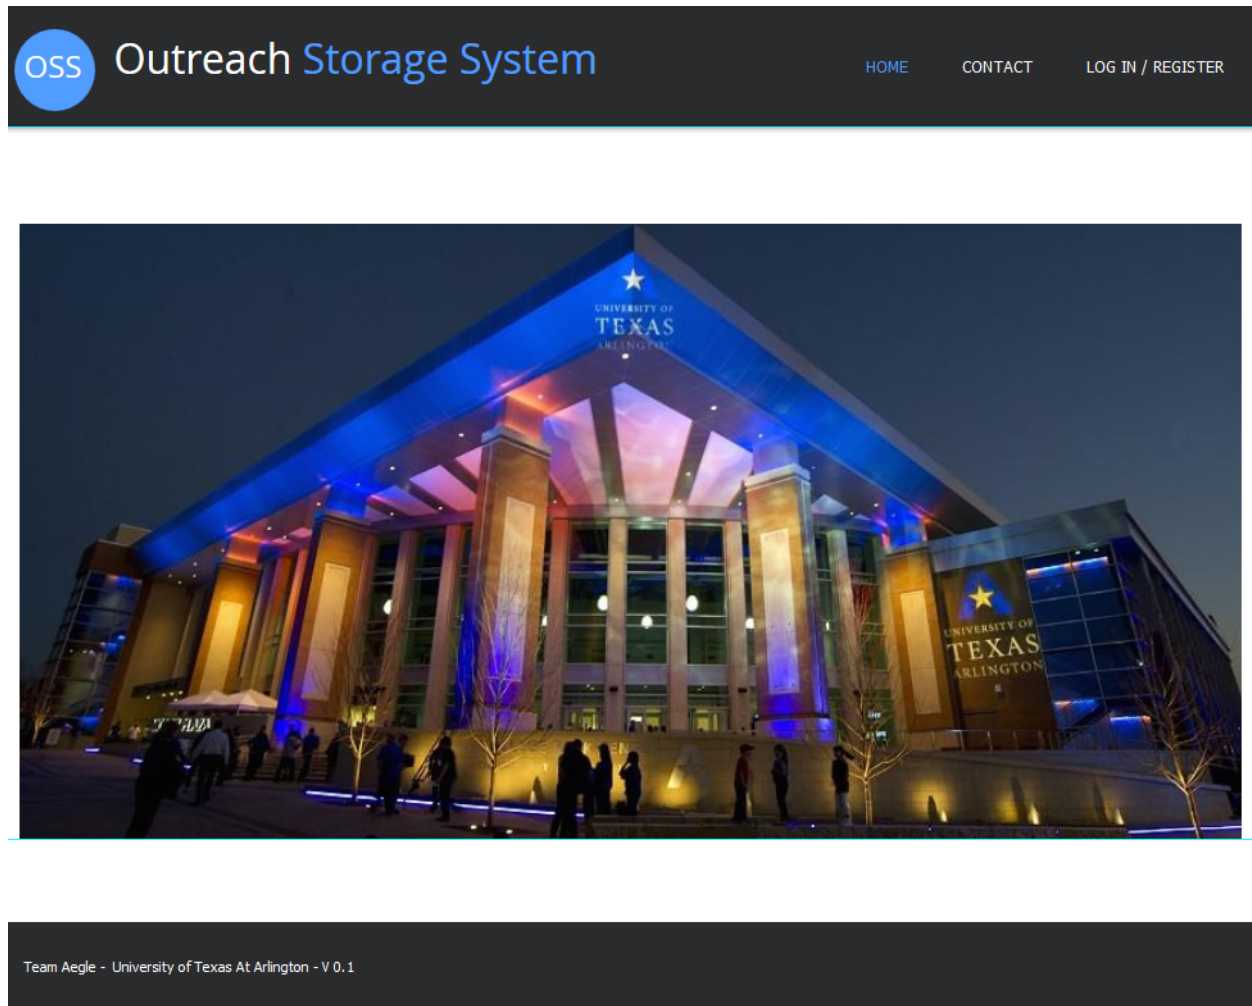 OSS
Outreach Storage System
HOME
CONTACT
LOG IN / REGISTER
UNIVERSITY OF
TEXAS
ARLINGTON
UNIVERSITY OF
TEXAS
ARLINGTON
Team Aegle - University of Texas At Arlington - V 0.1